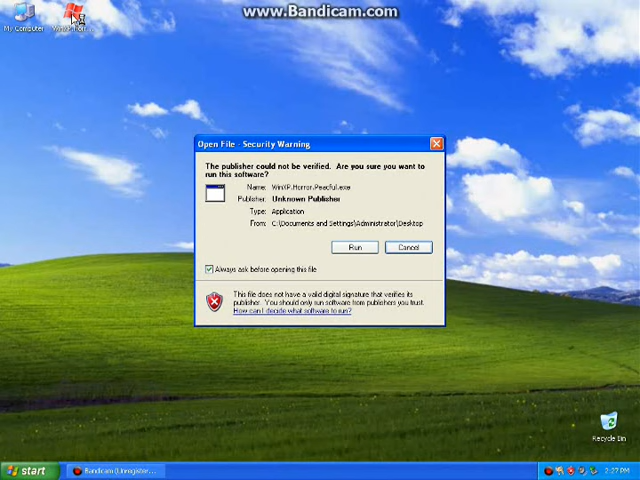 www.Bandicam.com
My Computer
Open File - Security Warning
The publisher could not be verified. Are you sure you want to
run this software?
Name: WinXP.Horror.Peacful.exe
Publisher: Unknown Publisher
Type: Application
From: C:\Documents and Settings\Administrator\Desktop
Run
Cancel
Always ask before opening this file
This file does not have a valid digital signature that verifies its
publisher. You should only run software from publishers you trust.
How can I decide what software to run?
Recycle Bin
start
Bandicam (Unregister...
2:27 PM